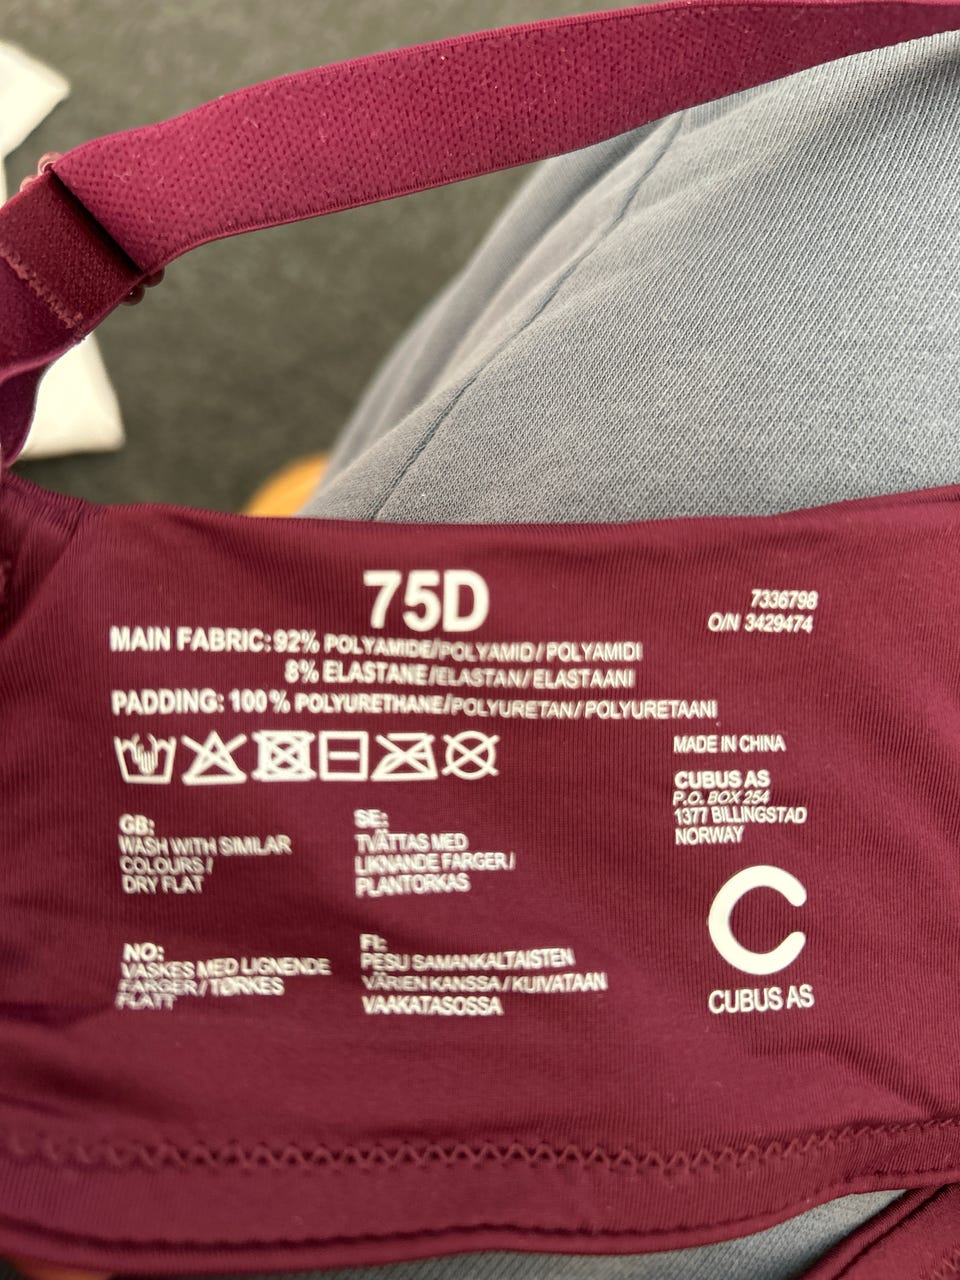 75D
7336798
O/N 3429474
MAIN FABRIC: 92% POLYAMIDE/POLYAMID/POLYAMIDI
8% ELASTANE/ELASTAN/ELASTAANI
PADDING: 100% POLYURETHANE/POLYURETAN/POLYURETAANI
MADE IN CHINA
CUBUS AS
P.O. BOX 254
1377 BILLINGSTAD
NORWAY
GB:
WASH WITH SIMILAR
COLOURS /
DRY FLAT
SE:
TVÄTTAS MED
LIKNANDE FARGER /
PLANTORKAS
NO:
VASKES MED LIGNENDE
FARGER / TØRKES
FLATT
FI:
PESU SAMANKALTAISTEN
VÄRIEN KANSSA / KUIVATAAN
VAAKATASOSSA
C
CUBUS AS